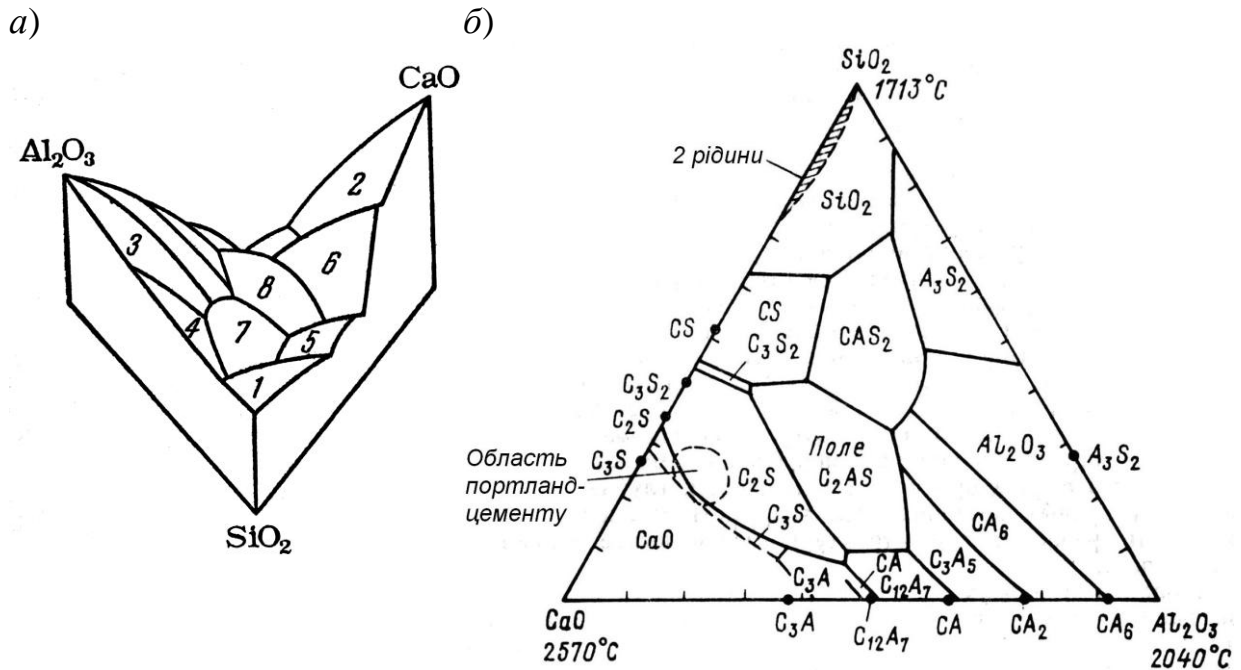 а)
CaO
Al₂O₃
2
3
6
8
4
7
5
1
SiO₂
б)
SiO₂
1713°C
2 рідини
SiO₂
A₃S₂
CS
CS
C₃S₂
CAS₂
C₃S₂
C₂S
C₃S
Область
портланд-
цементу
Поле
C₂AS
C₂S
C₃S
Al₂O₃
A₃S₂
CaO
CA₆
C₃A
CA
C₁₂A₇
C₃A₅
CaO
2570°C
C₃A
C₁₂A₇
CA
CA₂
CA₆
Al₂O₃
2040°C